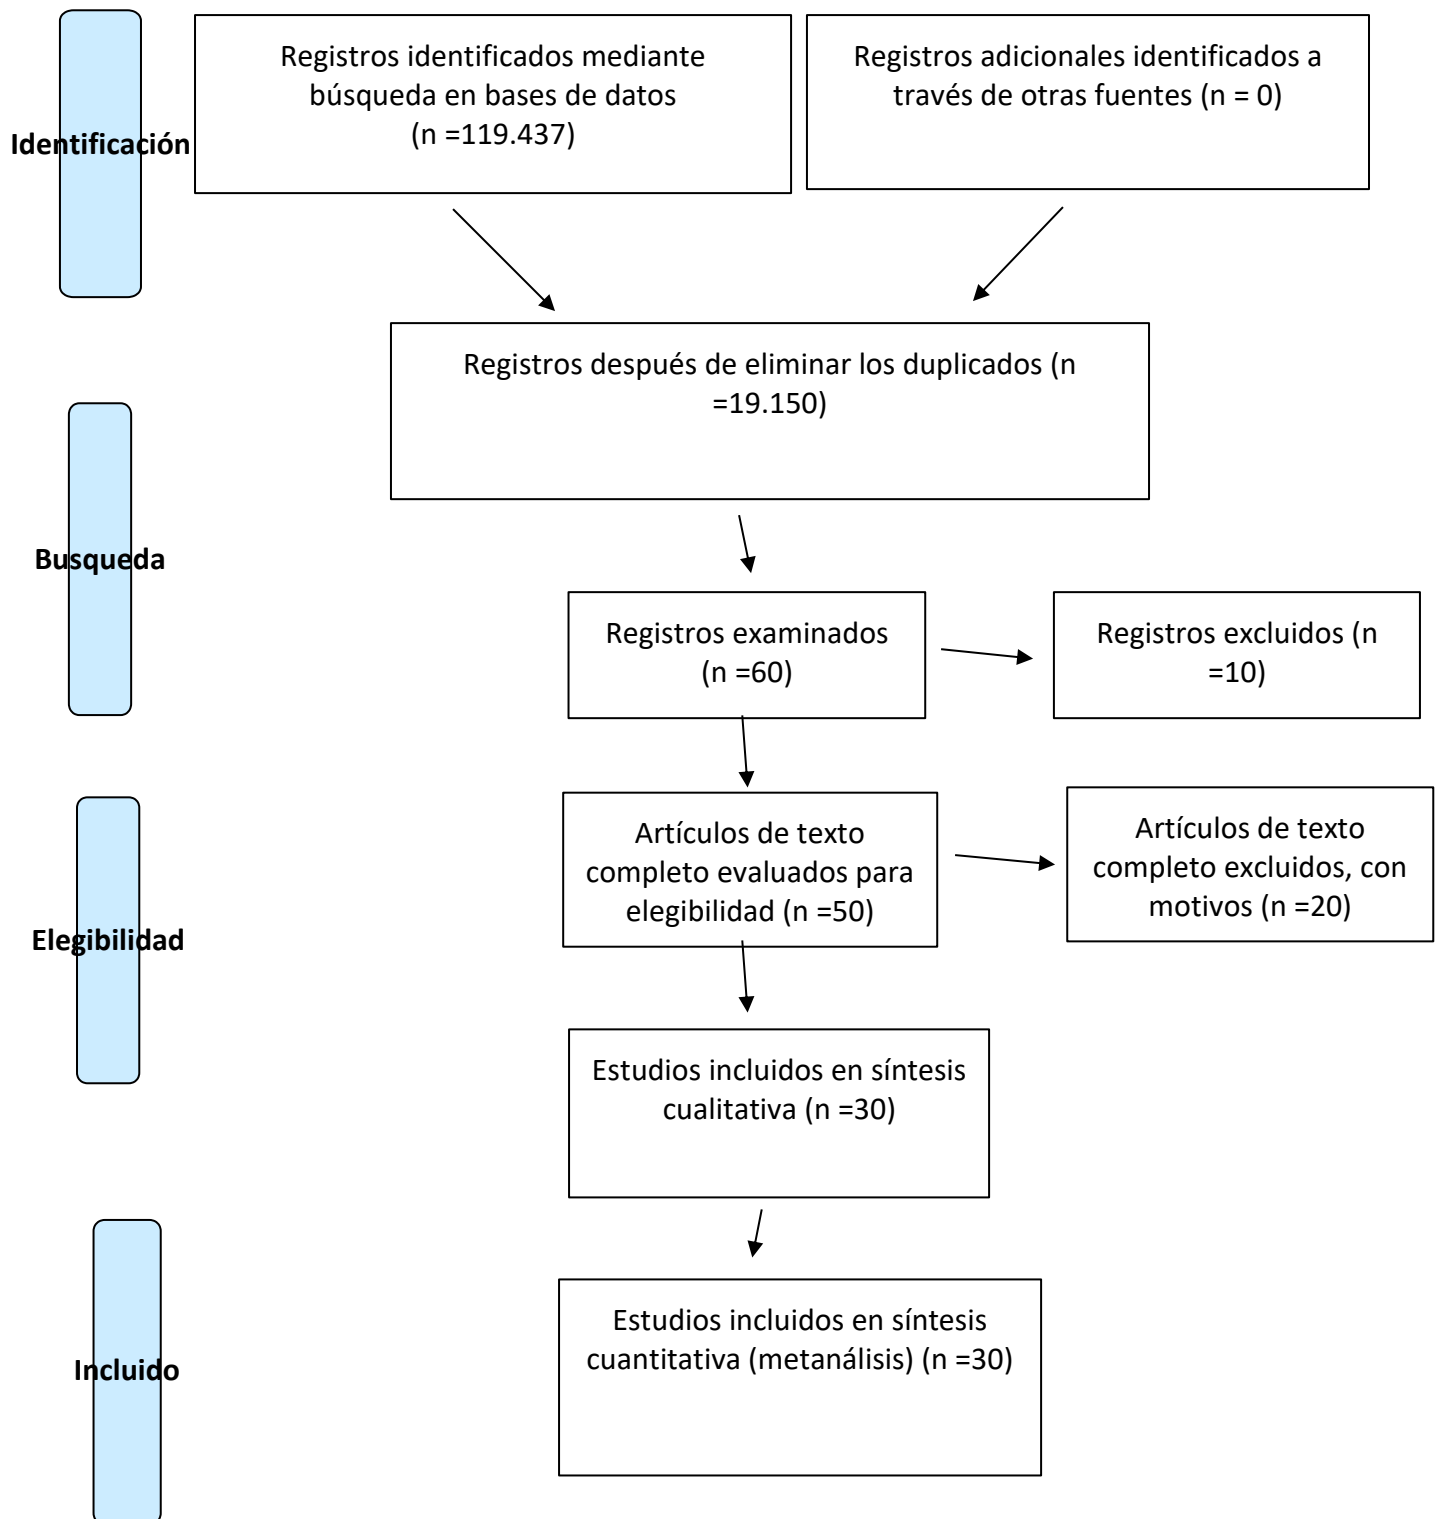 Identificación
Registros identificados mediante
búsqueda en bases de datos
(n =119.437)
Registros adicionales identificados a
través de otras fuentes (n = 0)
Registros después de eliminar los duplicados (n
=19.150)
Busqueda
Registros examinados
(n =60)
Registros excluidos (n
=10)
Elegibilidad
Artículos de texto
completo evaluados para
elegibilidad (n =50)
Artículos de texto
completo excluidos, con
motivos (n =20)
Estudios incluidos en síntesis
cualitativa (n =30)
Incluido
Estudios incluidos en síntesis
cuantitativa (metanálisis) (n =30)